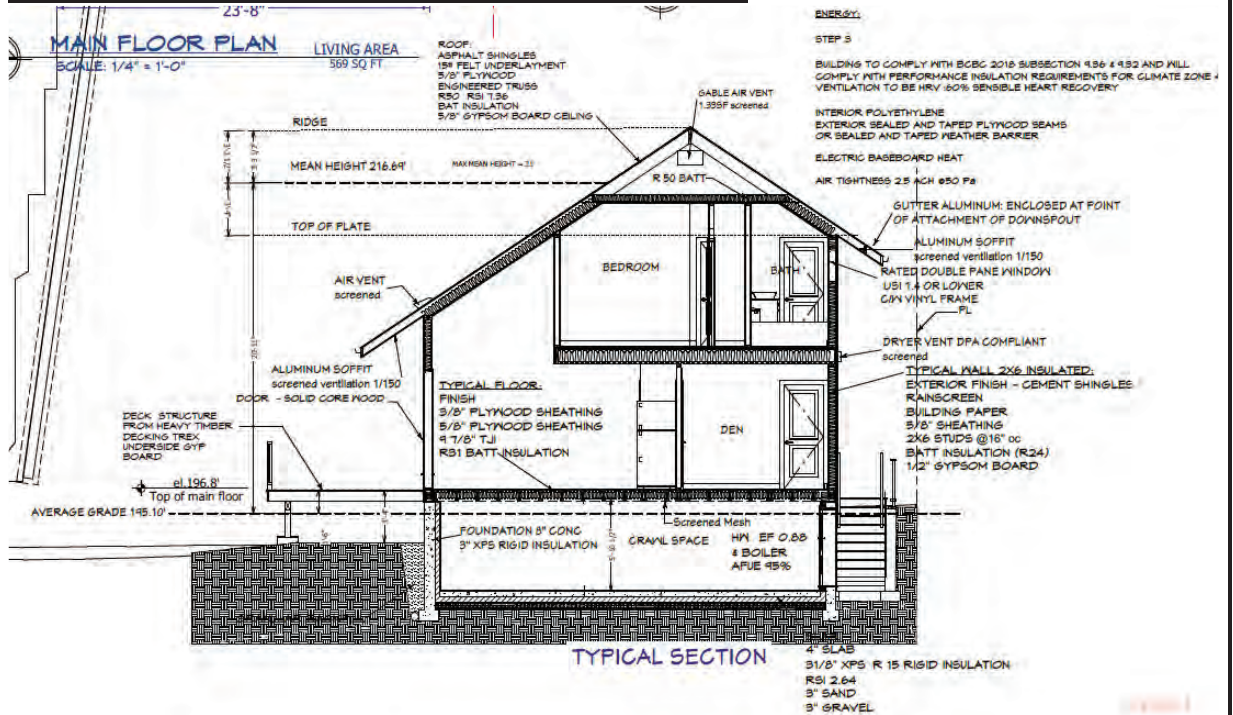 23'-8"
MAIN FLOOR PLAN
SCALE: 1/4" = 1'-0"
LIVING AREA
569 SQ FT
ROOF:
ASPHALT SHINGLES
15# FELT UNDERLAYMENT
5/8" PLYWOOD
ENGINEERED TRUSS
R50 RSI 7.36
BAT INSULATION
5/8" GYPSOM BOARD CEILING
GABLE AIR VENT
1.335F screened
ENERGY:
STEP 3
BUILDING TO COMPLY WITH BCBC 2018 SUBSECTION 9.36 & 9.32 AND WILL
COMPLY WITH PERFORMANCE INSULATION REQUIREMENTS FOR CLIMATE ZONE 4
VENTILATION TO BE HRV :60% SENSIBLE HEART RECOVERY
INTERIOR POLYETHYLENE
EXTERIOR SEALED AND TAPED PLYWOOD SEAMS
OR SEALED AND TAPED WEATHER BARRIER
ELECTRIC BASEBOARD HEAT
AIR TIGHTNESS 2.5 ACH @50 Pa
RIDGE
MEAN HEIGHT 216.69'
MAX MEAN HEIGHT = 23'
R 50 BATT
TOP OF PLATE
GUTTER ALUMINUM: ENCLOSED AT POINT
OF ATTACHMENT OF DOWNSPOUT
ALUMINUM SOFFIT
screened ventilation 1/150
BEDROOM
BATH
RATED DOUBLE PANE WINDOW
USI 1.4 OR LOWER
C/W VINYL FRAME
PL
AIR VENT
screened
DRYER VENT DPA COMPLIANT
screened
ALUMINUM SOFFIT
screened ventilation 1/150
DOOR - SOLID CORE WOOD
TYPICAL FLOOR:
FINISH
3/8" PLYWOOD SHEATHING
5/8" PLYWOOD SHEATHING
9 7/8" TJI
R31 BATT INSULATION
DEN
TYPICAL WALL 2X6 INSULATED:
EXTERIOR FINISH - CEMENT SHINGLES
RAINSCREEN
BUILDING PAPER
5/8" SHEATHING
2X6 STUDS @16" oc
BATT INSULATION (R24)
1/2" GYPSOM BOARD
DECK STRUCTURE
FROM HEAVY TIMBER
DECKING TREX
UNDERSIDE GYP
BOARD
el.196.8'
Top of main floor
AVERAGE GRADE 195.10'
FOUNDATION 8" CONC
3" XPS RIGID INSULATION
Screened Mesh
CRAWL SPACE
5'-10 1/2"
HW EF 0.88
& BOILER
AFUE 95%
TYPICAL SECTION
4" SLAB
31/8" XPS R 15 RIGID INSULATION
RSI 2.64
3" SAND
3" GRAVEL